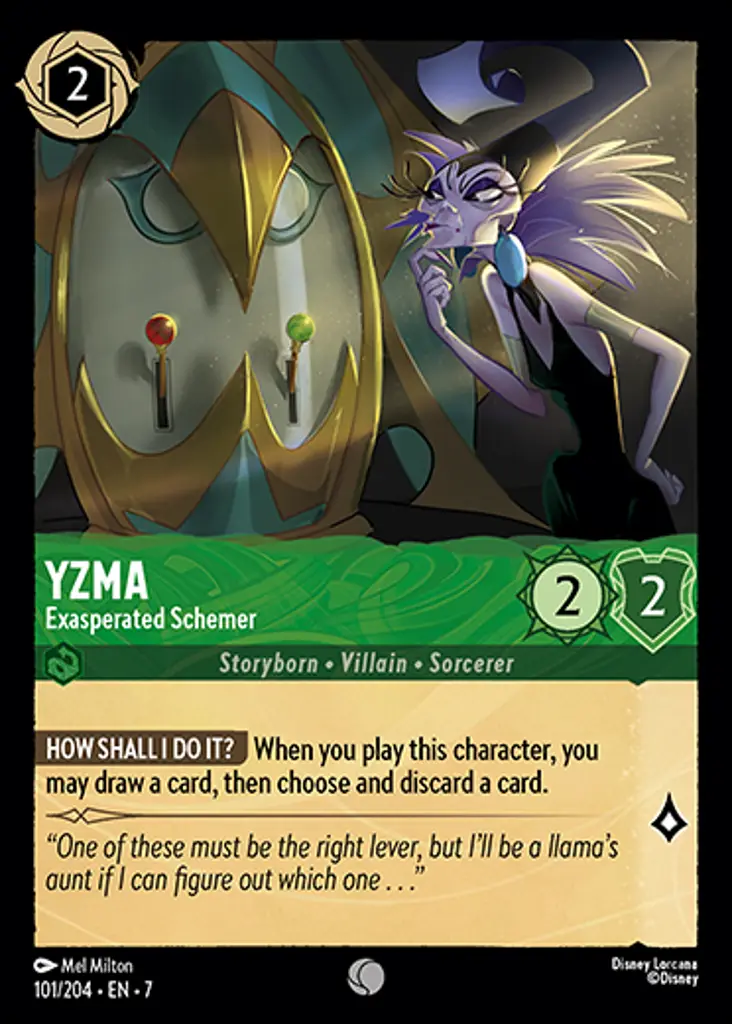 2
YZMA
Exasperated Schemer
2
2
Storyborn • Villain • Sorcerer
HOW SHALL I DO IT? When you play this character, you
may draw a card, then choose and discard a card.
“One of these must be the right lever, but I’ll be a llama’s
aunt if I can figure out which one . . .”
Mel Milton
101/204 • EN • 7
Disney Lorcana
©Disney